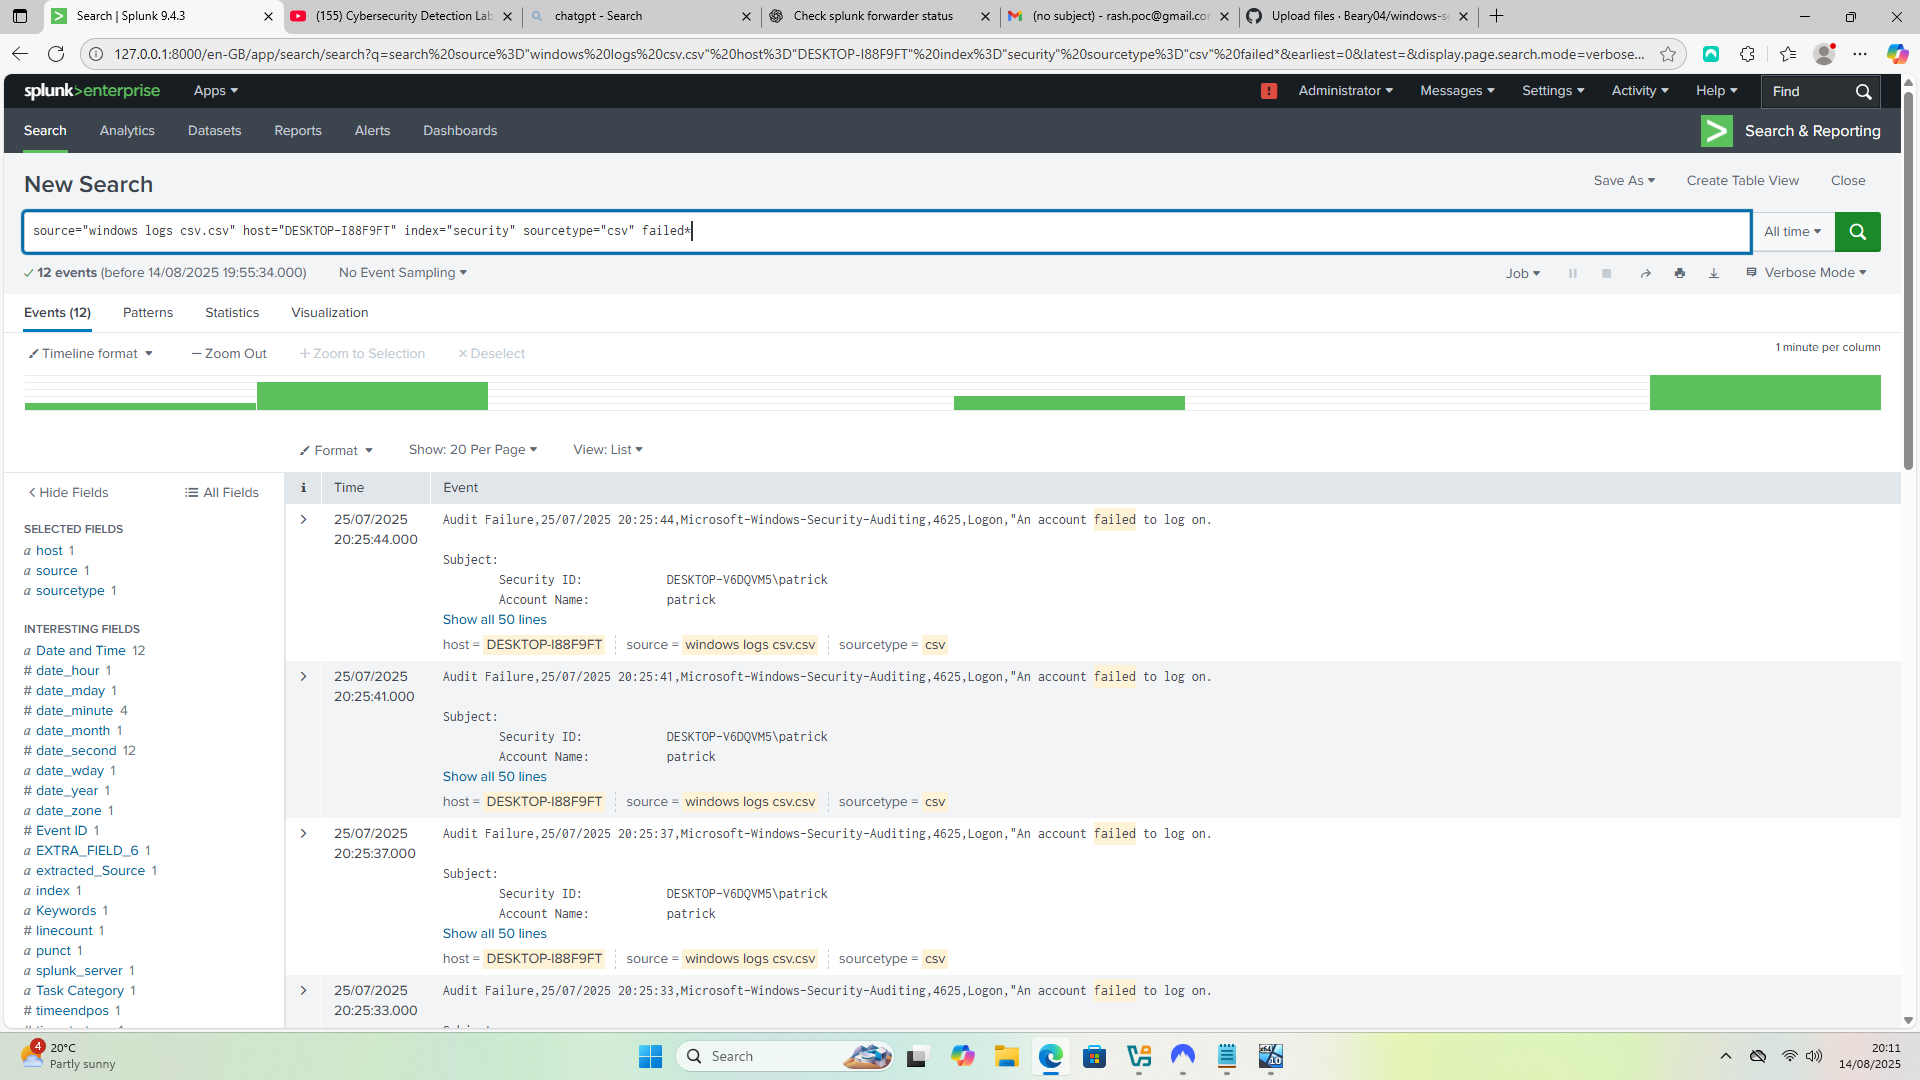 Search | Splunk 9.4.3
(155) Cybersecurity Detection Lab
chatgpt - Search
Check splunk forwarder status
(no subject) - rash.poc@gmail.co
Upload files · Beary04/windows-se
127.0.0.1:8000/en-GB/app/search/search?q=search%20source%3D"windows%20logs%20csv.csv"%20host%3D"DESKTOP-I88F9FT"%20index%3D"security"%20sourcetype%3D"csv"%20failed*&earliest=0&latest=&display.page.search.mode=verbose...
splunk>enterprise Apps Administrator Messages Settings Activity Help Find
Search Analytics Datasets Reports Alerts Dashboards Search & Reporting
New Search Save As Create Table View Close
source="windows logs csv.csv" host="DESKTOP-I88F9FT" index="security" sourcetype="csv" failed* All time
12 events (before 14/08/2025 19:55:34.000) No Event Sampling Job Verbose Mode
Events (12) Patterns Statistics Visualization
Timeline format — Zoom Out + Zoom to Selection × Deselect 1 minute per column
Format Show: 20 Per Page View: List
< Hide Fields All Fields
SELECTED FIELDS
a host 1
a source 1
a sourcetype 1
INTERESTING FIELDS
a Date and Time 12
# date_hour 1
# date_mday 1
# date_minute 4
a date_month 1
# date_second 12
a date_wday 1
# date_year 1
a date_zone 1
# Event ID 1
a EXTRA_FIELD_6 1
a extracted_Source 1
a index 1
a Keywords 1
# linecount 1
a punct 1
a splunk_server 1
a Task Category 1
# timeendpos 1
i Time Event
25/07/2025 20:25:44.000
Audit Failure,25/07/2025 20:25:44,Microsoft-Windows-Security-Auditing,4625,Logon,"An account failed to log on.
Subject:
Security ID: DESKTOP-V6DQVM5\patrick
Account Name: patrick
Show all 50 lines
host = DESKTOP-I88F9FT source = windows logs csv.csv sourcetype = csv
25/07/2025 20:25:41.000
Audit Failure,25/07/2025 20:25:41,Microsoft-Windows-Security-Auditing,4625,Logon,"An account failed to log on.
Subject:
Security ID: DESKTOP-V6DQVM5\patrick
Account Name: patrick
Show all 50 lines
host = DESKTOP-I88F9FT source = windows logs csv.csv sourcetype = csv
25/07/2025 20:25:37.000
Audit Failure,25/07/2025 20:25:37,Microsoft-Windows-Security-Auditing,4625,Logon,"An account failed to log on.
Subject:
Security ID: DESKTOP-V6DQVM5\patrick
Account Name: patrick
Show all 50 lines
host = DESKTOP-I88F9FT source = windows logs csv.csv sourcetype = csv
25/07/2025 20:25:33.000
Audit Failure,25/07/2025 20:25:33,Microsoft-Windows-Security-Auditing,4625,Logon,"An account failed to log on.
4
20°C
Partly sunny
Search
20:11
14/08/2025